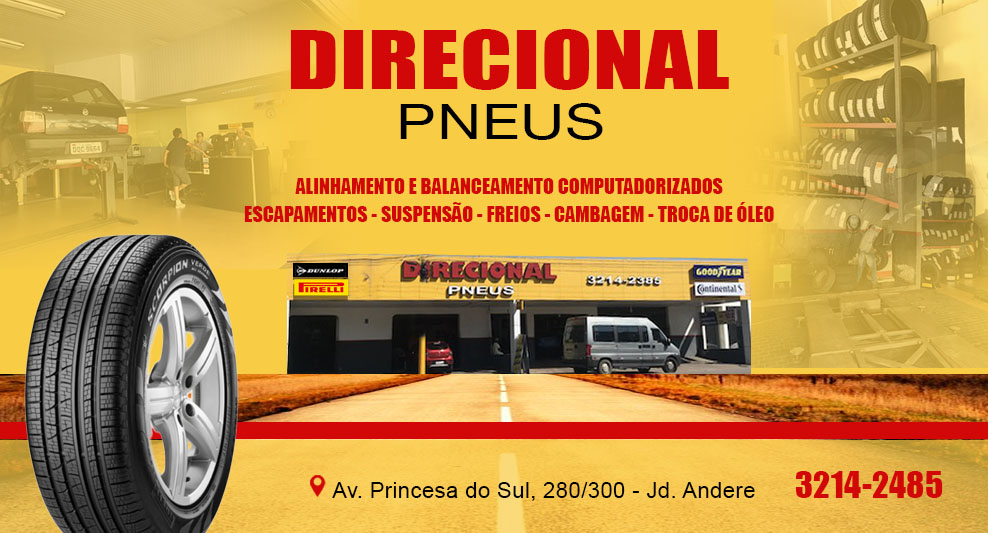 DIRECIONAL
PNEUS
ALINHAMENTO E BALANCEAMENTO COMPUTADORIZADOS
ESCAPAMENTOS - SUSPENSÃO - FREIOS - CAMBAGEM - TROCA DE ÓLEO
DUNLOP
PIRELLI
DIRECIONAL
PNEUS
3214-2385
GOODYEAR
Continental
SCORPION VERDE
Av. Princesa do Sul, 280/300 - Jd. Andere
3214-2485